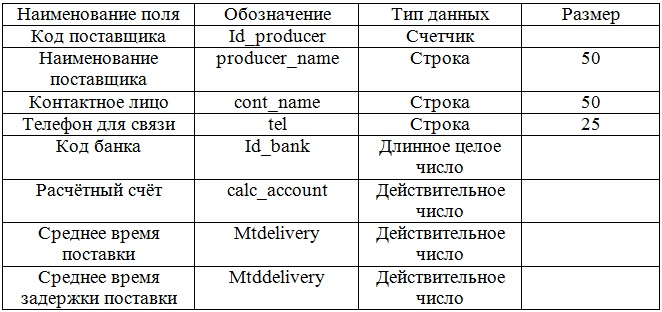 Наименование поля Обозначение Тип данных Размер
Код поставщика Id_producer Счетчик
Наименование поставщика producer_name Строка 50
Контактное лицо cont_name Строка 50
Телефон для связи tel Строка 25
Код банка Id_bank Длинное целое число
Расчётный счёт calc_account Действительное число
Среднее время поставки Mtdelivery Действительное число
Среднее время задержки поставки Mtddelivery Действительное число